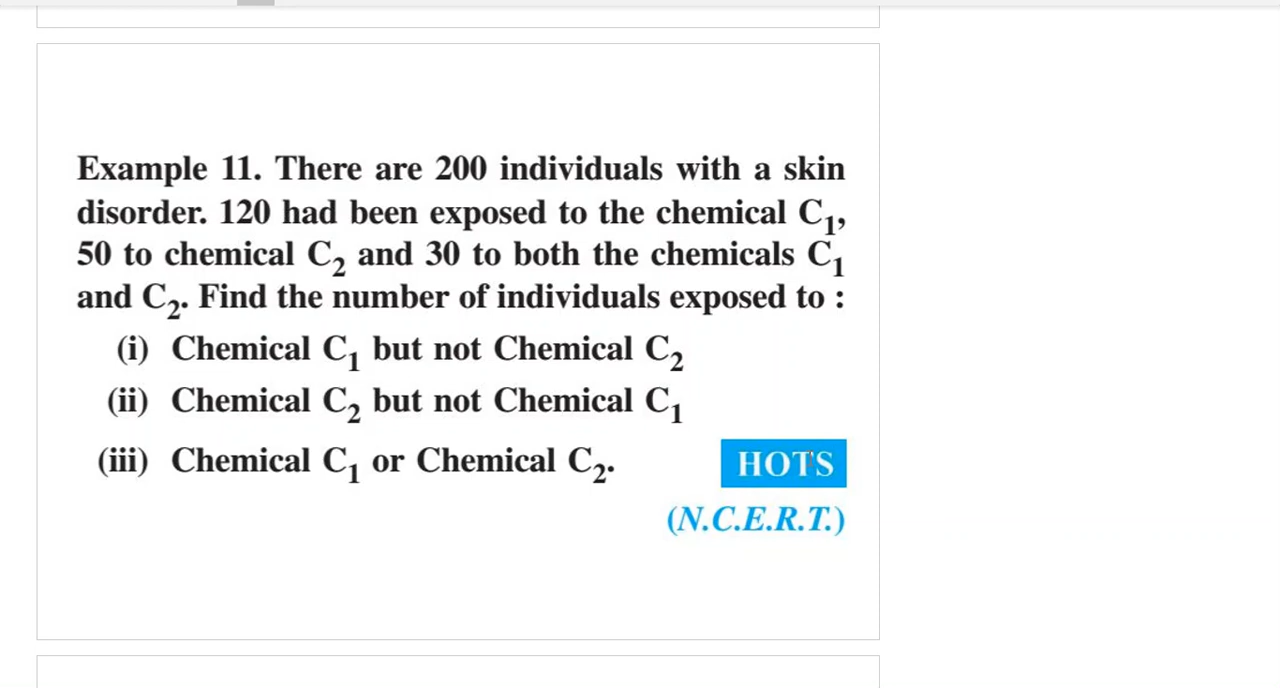 Example 11. There are 200 individuals with a skin
disorder. 120 had been exposed to the chemical C₁,
50 to chemical C₂ and 30 to both the chemicals C₁
and C₂. Find the number of individuals exposed to :
(i) Chemical C₁ but not Chemical C₂
(ii) Chemical C₂ but not Chemical C₁
(iii) Chemical C₁ or Chemical C₂.
HOTS
(N.C.E.R.T.)